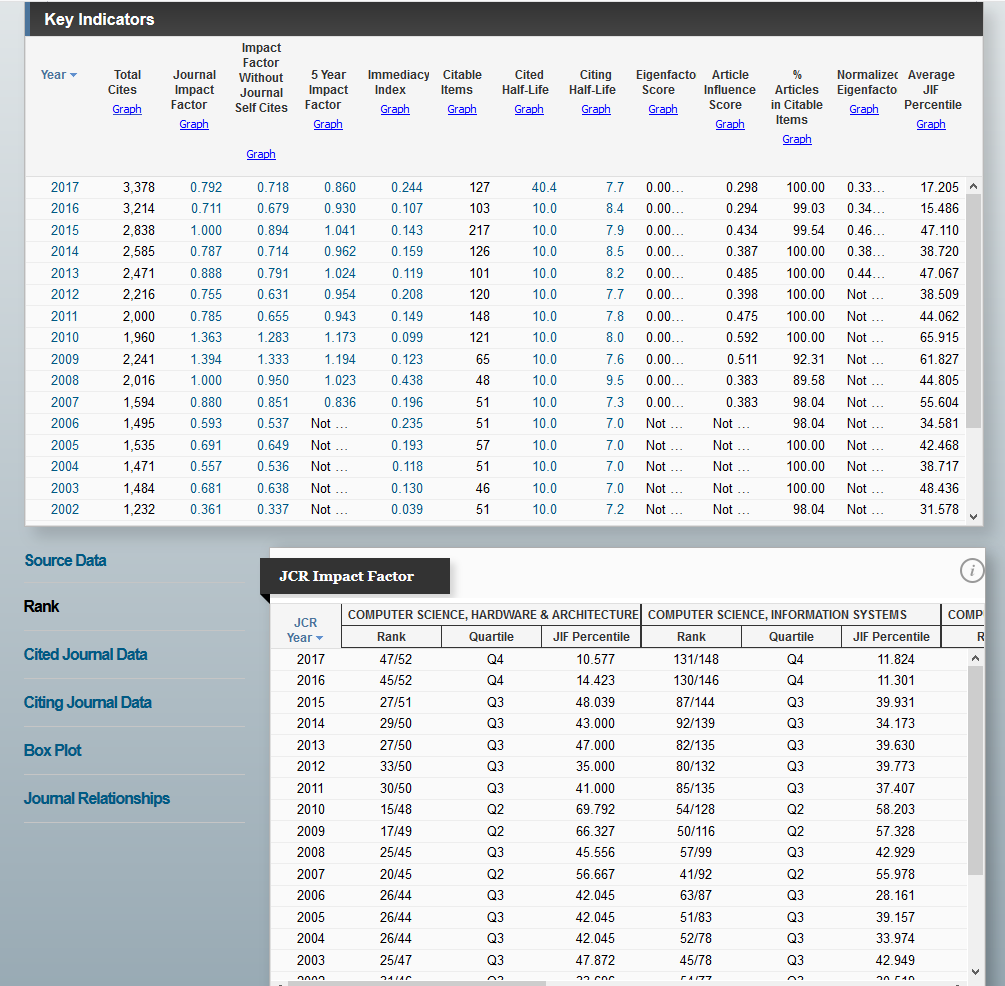 Key Indicators
Year Total Cites Graph Journal Impact Factor Graph Impact Factor Without Journal Self Cites Graph 5 Year Impact Factor Graph Immediacy Index Graph Citable Items Graph Cited Half-Life Graph Citing Half-Life Graph Eigenfacto Score Graph Article Influence Score Graph % Articles in Citable Items Graph Normalized Eigenfacto Graph Average JIF Percentile Graph
2017 3,378 0.792 0.718 0.860 0.244 127 40.4 7.7 0.00… 0.298 100.00 0.33… 17.205
2016 3,214 0.711 0.679 0.930 0.107 103 10.0 8.4 0.00… 0.294 99.03 0.34… 15.486
2015 2,838 1.000 0.894 1.041 0.143 217 10.0 7.9 0.00… 0.434 99.54 0.46… 47.110
2014 2,585 0.787 0.714 0.962 0.159 126 10.0 8.5 0.00… 0.387 100.00 0.38… 38.720
2013 2,471 0.888 0.791 1.024 0.119 101 10.0 8.2 0.00… 0.485 100.00 0.44… 47.067
2012 2,216 0.755 0.631 0.954 0.208 120 10.0 7.7 0.00… 0.398 100.00 Not … 38.509
2011 2,000 0.785 0.655 0.943 0.149 148 10.0 7.8 0.00… 0.475 100.00 Not … 44.062
2010 1,960 1.363 1.283 1.173 0.099 121 10.0 8.0 0.00… 0.592 100.00 Not … 65.915
2009 2,241 1.394 1.333 1.194 0.123 65 10.0 7.6 0.00… 0.511 92.31 Not … 61.827
2008 2,016 1.000 0.950 1.023 0.438 48 10.0 9.5 0.00… 0.383 89.58 Not … 44.805
2007 1,594 0.880 0.851 0.836 0.196 51 10.0 7.3 0.00… 0.383 98.04 Not … 55.604
2006 1,495 0.593 0.537 Not … 0.235 51 10.0 7.0 Not … Not … 98.04 Not … 34.581
2005 1,535 0.691 0.649 Not … 0.193 57 10.0 7.0 Not … Not … 100.00 Not … 42.468
2004 1,471 0.557 0.536 Not … 0.118 51 10.0 7.0 Not … Not … 100.00 Not … 38.717
2003 1,484 0.681 0.638 Not … 0.130 46 10.0 7.0 Not … Not … 100.00 Not … 48.436
2002 1,232 0.361 0.337 Not … 0.039 51 10.0 7.2 Not … Not … 98.04 Not … 31.578
Source Data
Rank
Cited Journal Data
Citing Journal Data
Box Plot
Journal Relationships
JCR Impact Factor
i
JCR Year COMPUTER SCIENCE, HARDWARE & ARCHITECTURE COMPUTER SCIENCE, INFORMATION SYSTEMS COMP
Rank Quartile JIF Percentile Rank Quartile JIF Percentile R
2017 47/52 Q4 10.577 131/148 Q4 11.824
2016 45/52 Q4 14.423 130/146 Q4 11.301
2015 27/51 Q3 48.039 87/144 Q3 39.931
2014 29/50 Q3 43.000 92/139 Q3 34.173
2013 27/50 Q3 47.000 82/135 Q3 39.630
2012 33/50 Q3 35.000 80/132 Q3 39.773
2011 30/50 Q3 41.000 85/135 Q3 37.407
2010 15/48 Q2 69.792 54/128 Q2 58.203
2009 17/49 Q2 66.327 50/116 Q2 57.328
2008 25/45 Q3 45.556 57/99 Q3 42.929
2007 20/45 Q2 56.667 41/92 Q2 55.978
2006 26/44 Q3 42.045 63/87 Q3 28.161
2005 26/44 Q3 42.045 51/83 Q3 39.157
2004 26/44 Q3 42.045 52/78 Q3 33.974
2003 25/47 Q3 47.872 45/78 Q3 42.949